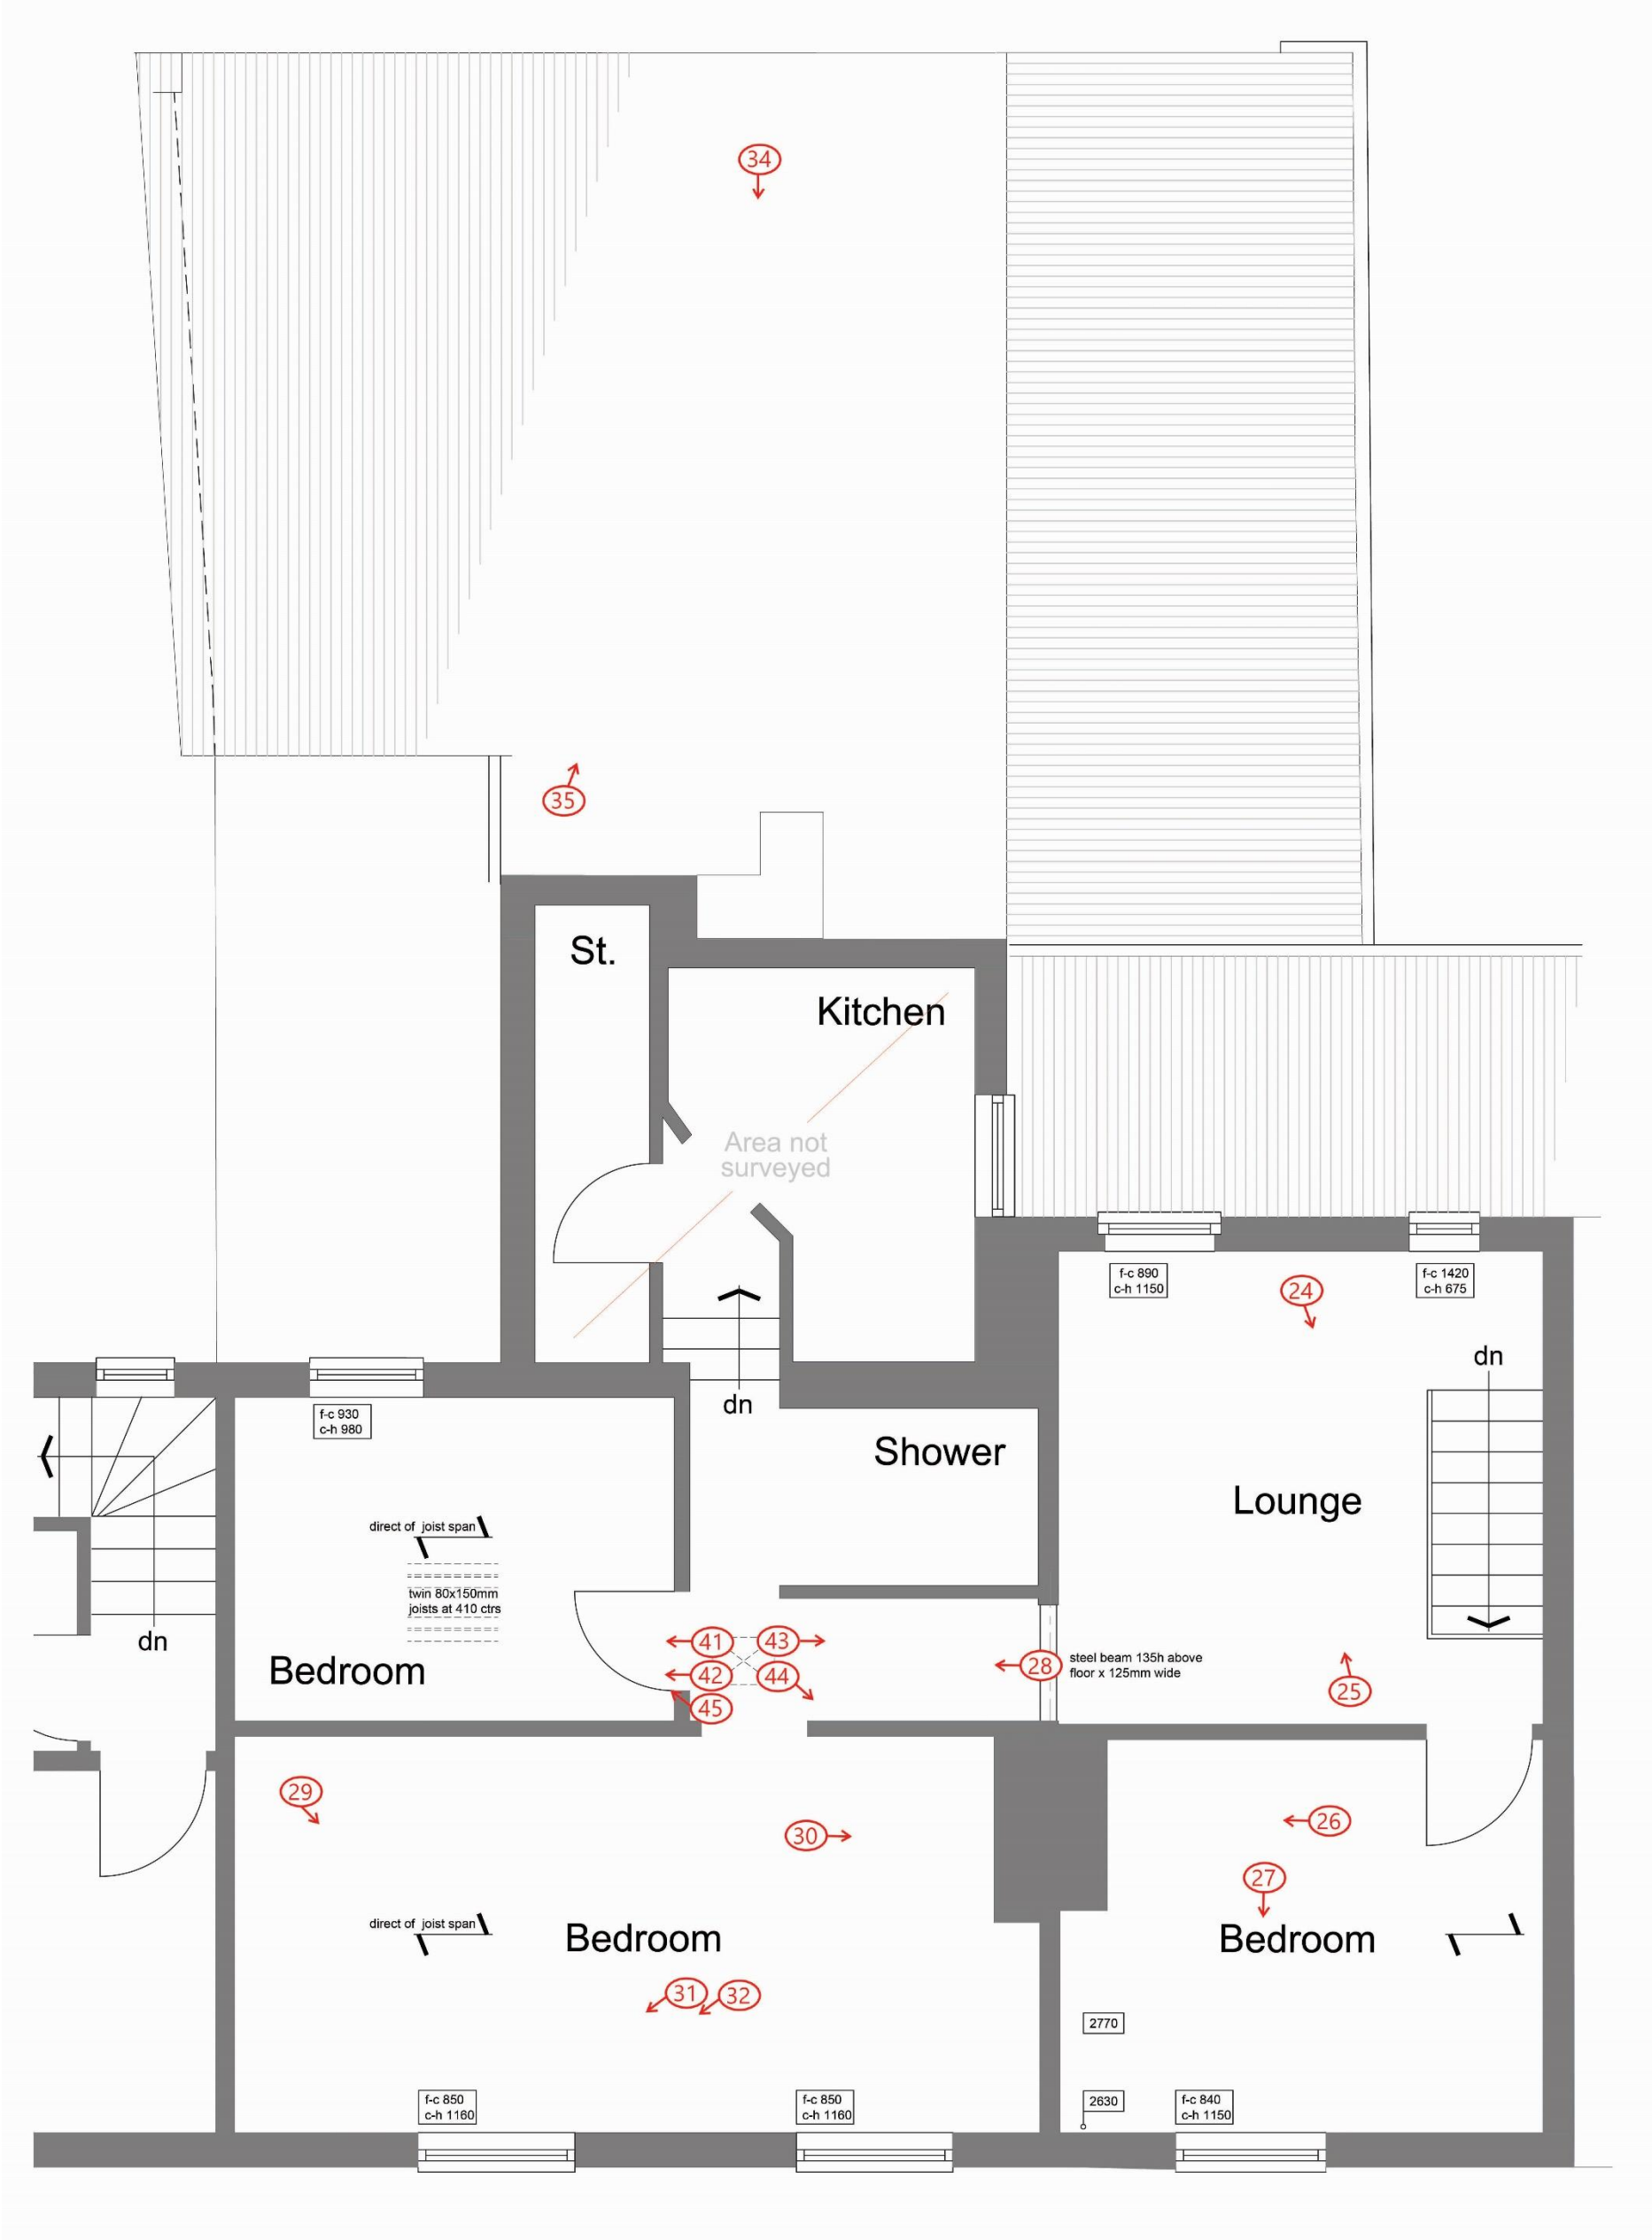 34
35
St.
Kitchen
Area not
surveyed
f-c 890
c-h 1150
24
f-c 1420
c-h 675
dn
dn
f-c 930
c-h 980
Shower
Lounge
direct of joist span
twin 80x150mm
joists at 410 ctrs
dn
Bedroom
41
43
42
44
45
28
steel beam 135h above
floor x 125mm wide
25
29
30
26
27
direct of joist span
Bedroom
Bedroom
31
32
2770
f-c 850
c-h 1160
f-c 850
c-h 1160
2630
f-c 840
c-h 1150